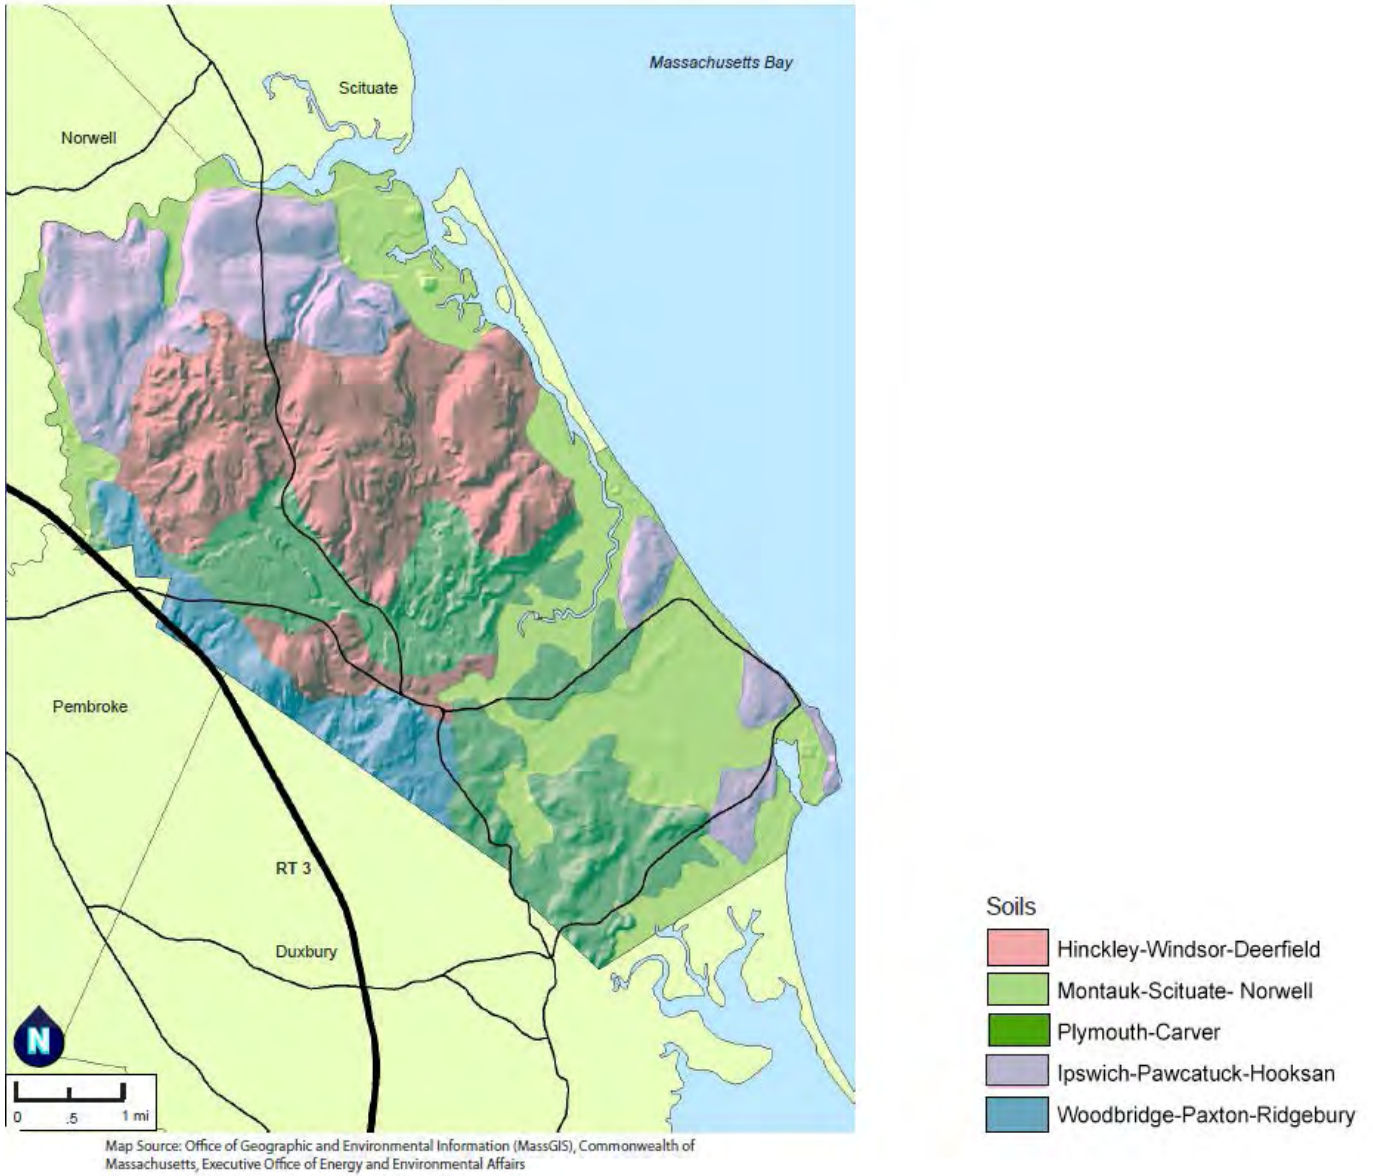 Massachusetts Bay
Scituate
Norwell
Pembroke
RT 3
Duxbury
N
0 .5 1 mi
Soils
Hinckley-Windsor-Deerfield
Montauk-Scituate- Norwell
Plymouth-Carver
Ipswich-Pawcatuck-Hooksan
Woodbridge-Paxton-Ridgebury
Map Source: Office of Geographic and Environmental Information (MassGIS), Commonwealth of
Massachusetts, Executive Office of Energy and Environmental Affairs